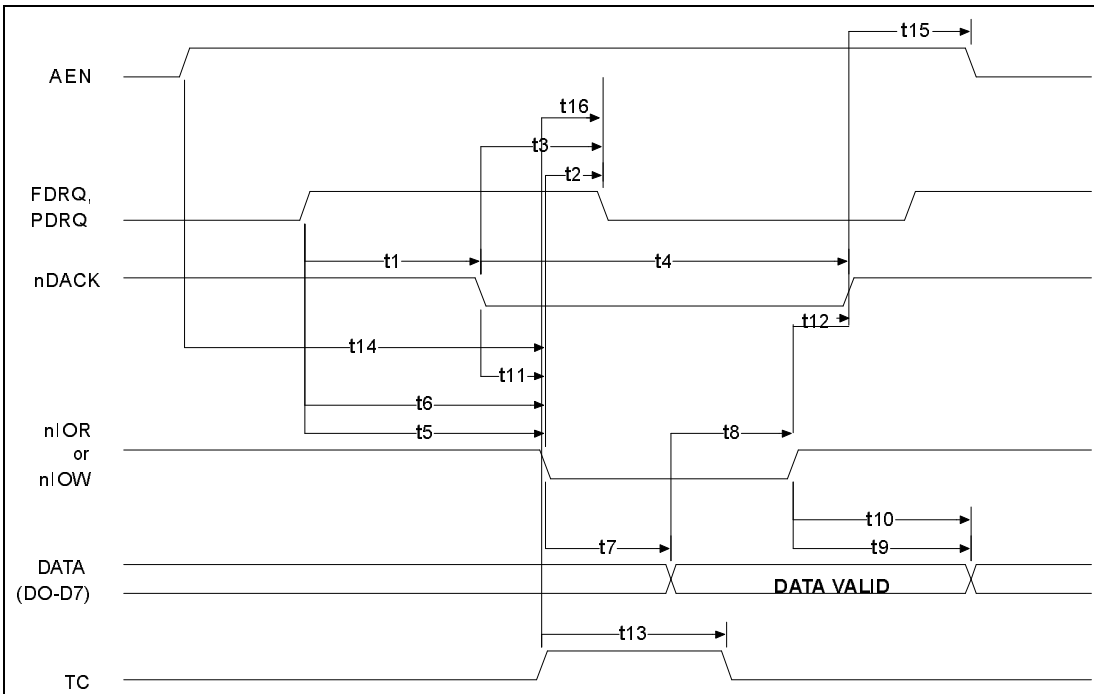 t15
AEN
t16
t3
t2
FDRQ,
PDRQ
t1
t4
nDACK
t12
t14
t11
t6
t5
t8
nIOR
or
nIOW
t10
t7
t9
DATA
(DO-D7)
DATA VALID
t13
TC